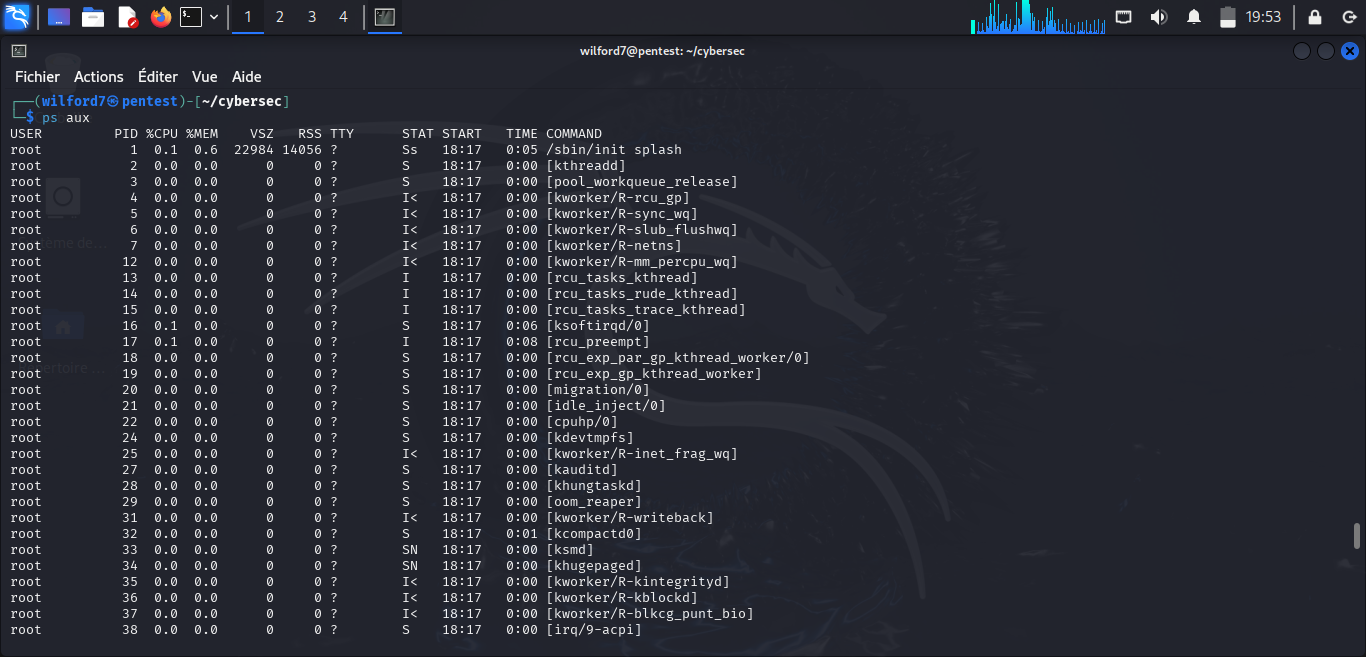 1 2 3 4 19:53
wilford7@pentest: ~/cybersec
Fichier Actions Éditer Vue Aide
┌──(wilford7㉿pentest)-[~/cybersec]
└─$ ps aux
USER PID %CPU %MEM VSZ RSS TTY STAT START TIME COMMAND
root 1 0.1 0.6 22984 14056 ? Ss 18:17 0:05 /sbin/init splash
root 2 0.0 0.0 0 0 ? S 18:17 0:00 [kthreadd]
root 3 0.0 0.0 0 0 ? S 18:17 0:00 [pool_workqueue_release]
root 4 0.0 0.0 0 0 ? I< 18:17 0:00 [kworker/R-rcu_gp]
root 5 0.0 0.0 0 0 ? I< 18:17 0:00 [kworker/R-sync_wq]
root 6 0.0 0.0 0 0 ? I< 18:17 0:00 [kworker/R-slub_flushwq]
root 7 0.0 0.0 0 0 ? I< 18:17 0:00 [kworker/R-netns]
root 12 0.0 0.0 0 0 ? I< 18:17 0:00 [kworker/R-mm_percpu_wq]
root 13 0.0 0.0 0 0 ? I 18:17 0:00 [rcu_tasks_kthread]
root 14 0.0 0.0 0 0 ? I 18:17 0:00 [rcu_tasks_rude_kthread]
root 15 0.0 0.0 0 0 ? I 18:17 0:00 [rcu_tasks_trace_kthread]
root 16 0.1 0.0 0 0 ? S 18:17 0:06 [ksoftirqd/0]
root 17 0.1 0.0 0 0 ? I 18:17 0:08 [rcu_preempt]
root 18 0.0 0.0 0 0 ? S 18:17 0:00 [rcu_exp_par_gp_kthread_worker/0]
root 19 0.0 0.0 0 0 ? S 18:17 0:00 [rcu_exp_gp_kthread_worker]
root 20 0.0 0.0 0 0 ? S 18:17 0:00 [migration/0]
root 21 0.0 0.0 0 0 ? S 18:17 0:00 [idle_inject/0]
root 22 0.0 0.0 0 0 ? S 18:17 0:00 [cpuhp/0]
root 24 0.0 0.0 0 0 ? S 18:17 0:00 [kdevtmpfs]
root 25 0.0 0.0 0 0 ? I< 18:17 0:00 [kworker/R-inet_frag_wq]
root 27 0.0 0.0 0 0 ? S 18:17 0:00 [kauditd]
root 28 0.0 0.0 0 0 ? S 18:17 0:00 [khungtaskd]
root 29 0.0 0.0 0 0 ? S 18:17 0:00 [oom_reaper]
root 31 0.0 0.0 0 0 ? I< 18:17 0:00 [kworker/R-writeback]
root 32 0.0 0.0 0 0 ? S 18:17 0:01 [kcompactd0]
root 33 0.0 0.0 0 0 ? SN 18:17 0:00 [ksmd]
root 34 0.0 0.0 0 0 ? SN 18:17 0:00 [khugepaged]
root 35 0.0 0.0 0 0 ? I< 18:17 0:00 [kworker/R-kintegrityd]
root 36 0.0 0.0 0 0 ? I< 18:17 0:00 [kworker/R-kblockd]
root 37 0.0 0.0 0 0 ? I< 18:17 0:00 [kworker/R-blkcg_punt_bio]
root 38 0.0 0.0 0 0 ? S 18:17 0:00 [irq/9-acpi]